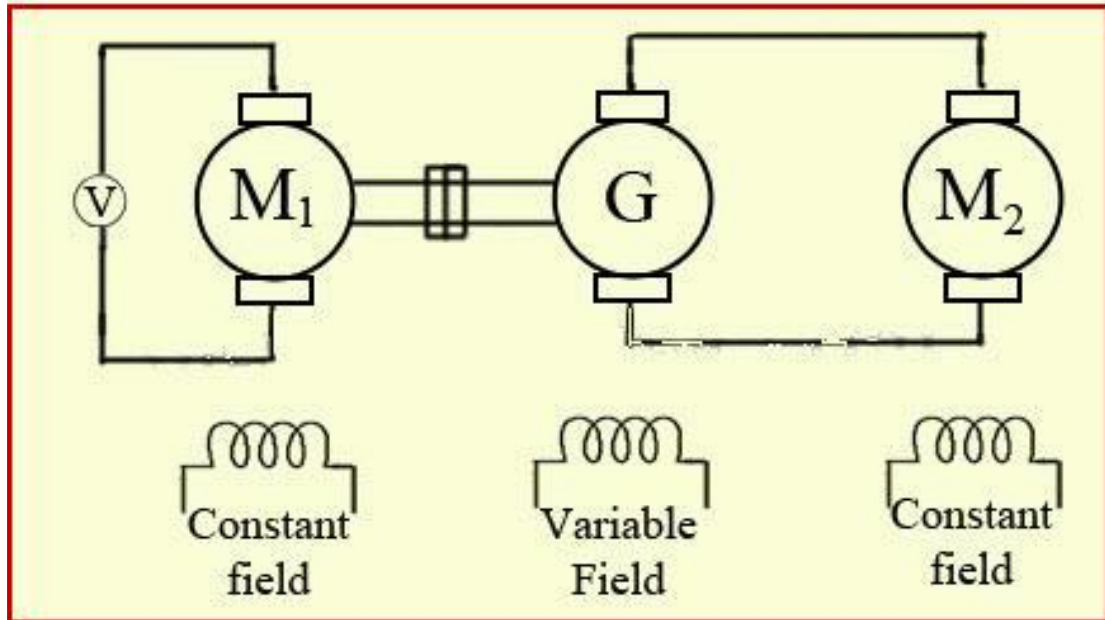 V
M₁
G
M₂
Constant
field
Variable
Field
Constant
field